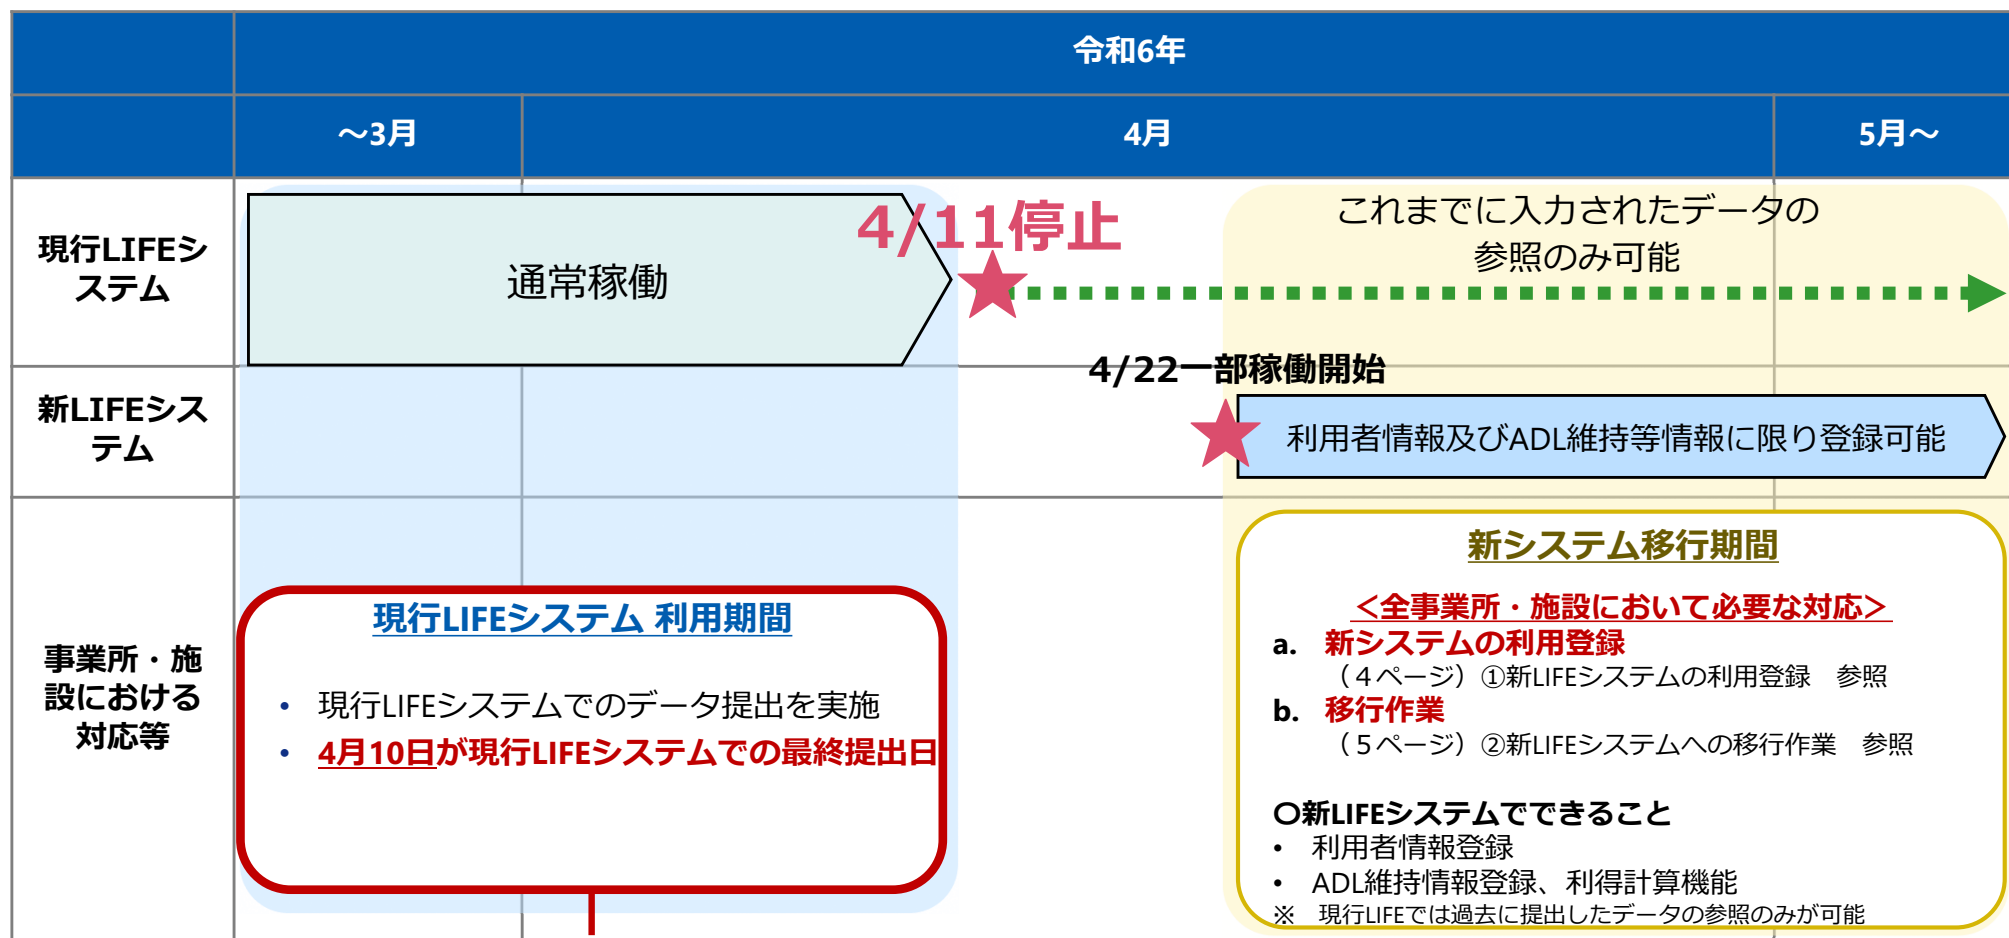 令和6年
～3月
4月
5月～
現行LIFEシ
ステム
通常稼働
4/11停止
これまでに入力されたデータの
参照のみ可能
新LIFEシス
テム
4/22一部稼働開始
利用者情報及びADL維持等情報に限り登録可能
事業所・施
設における
対応等
現行LIFEシステム 利用期間
• 現行LIFEシステムでのデータ提出を実施
• 4月10日が現行LIFEシステムでの最終提出日
新システム移行期間
＜全事業所・施設において必要な対応＞
a. 新システムの利用登録
（４ページ）①新LIFEシステムの利用登録　参照
b. 移行作業
（５ページ）②新LIFEシステムへの移行作業　参照
〇新LIFEシステムでできること
• 利用者情報登録
• ADL維持情報登録、利得計算機能
※　現行LIFEでは過去に提出したデータの参照のみが可能